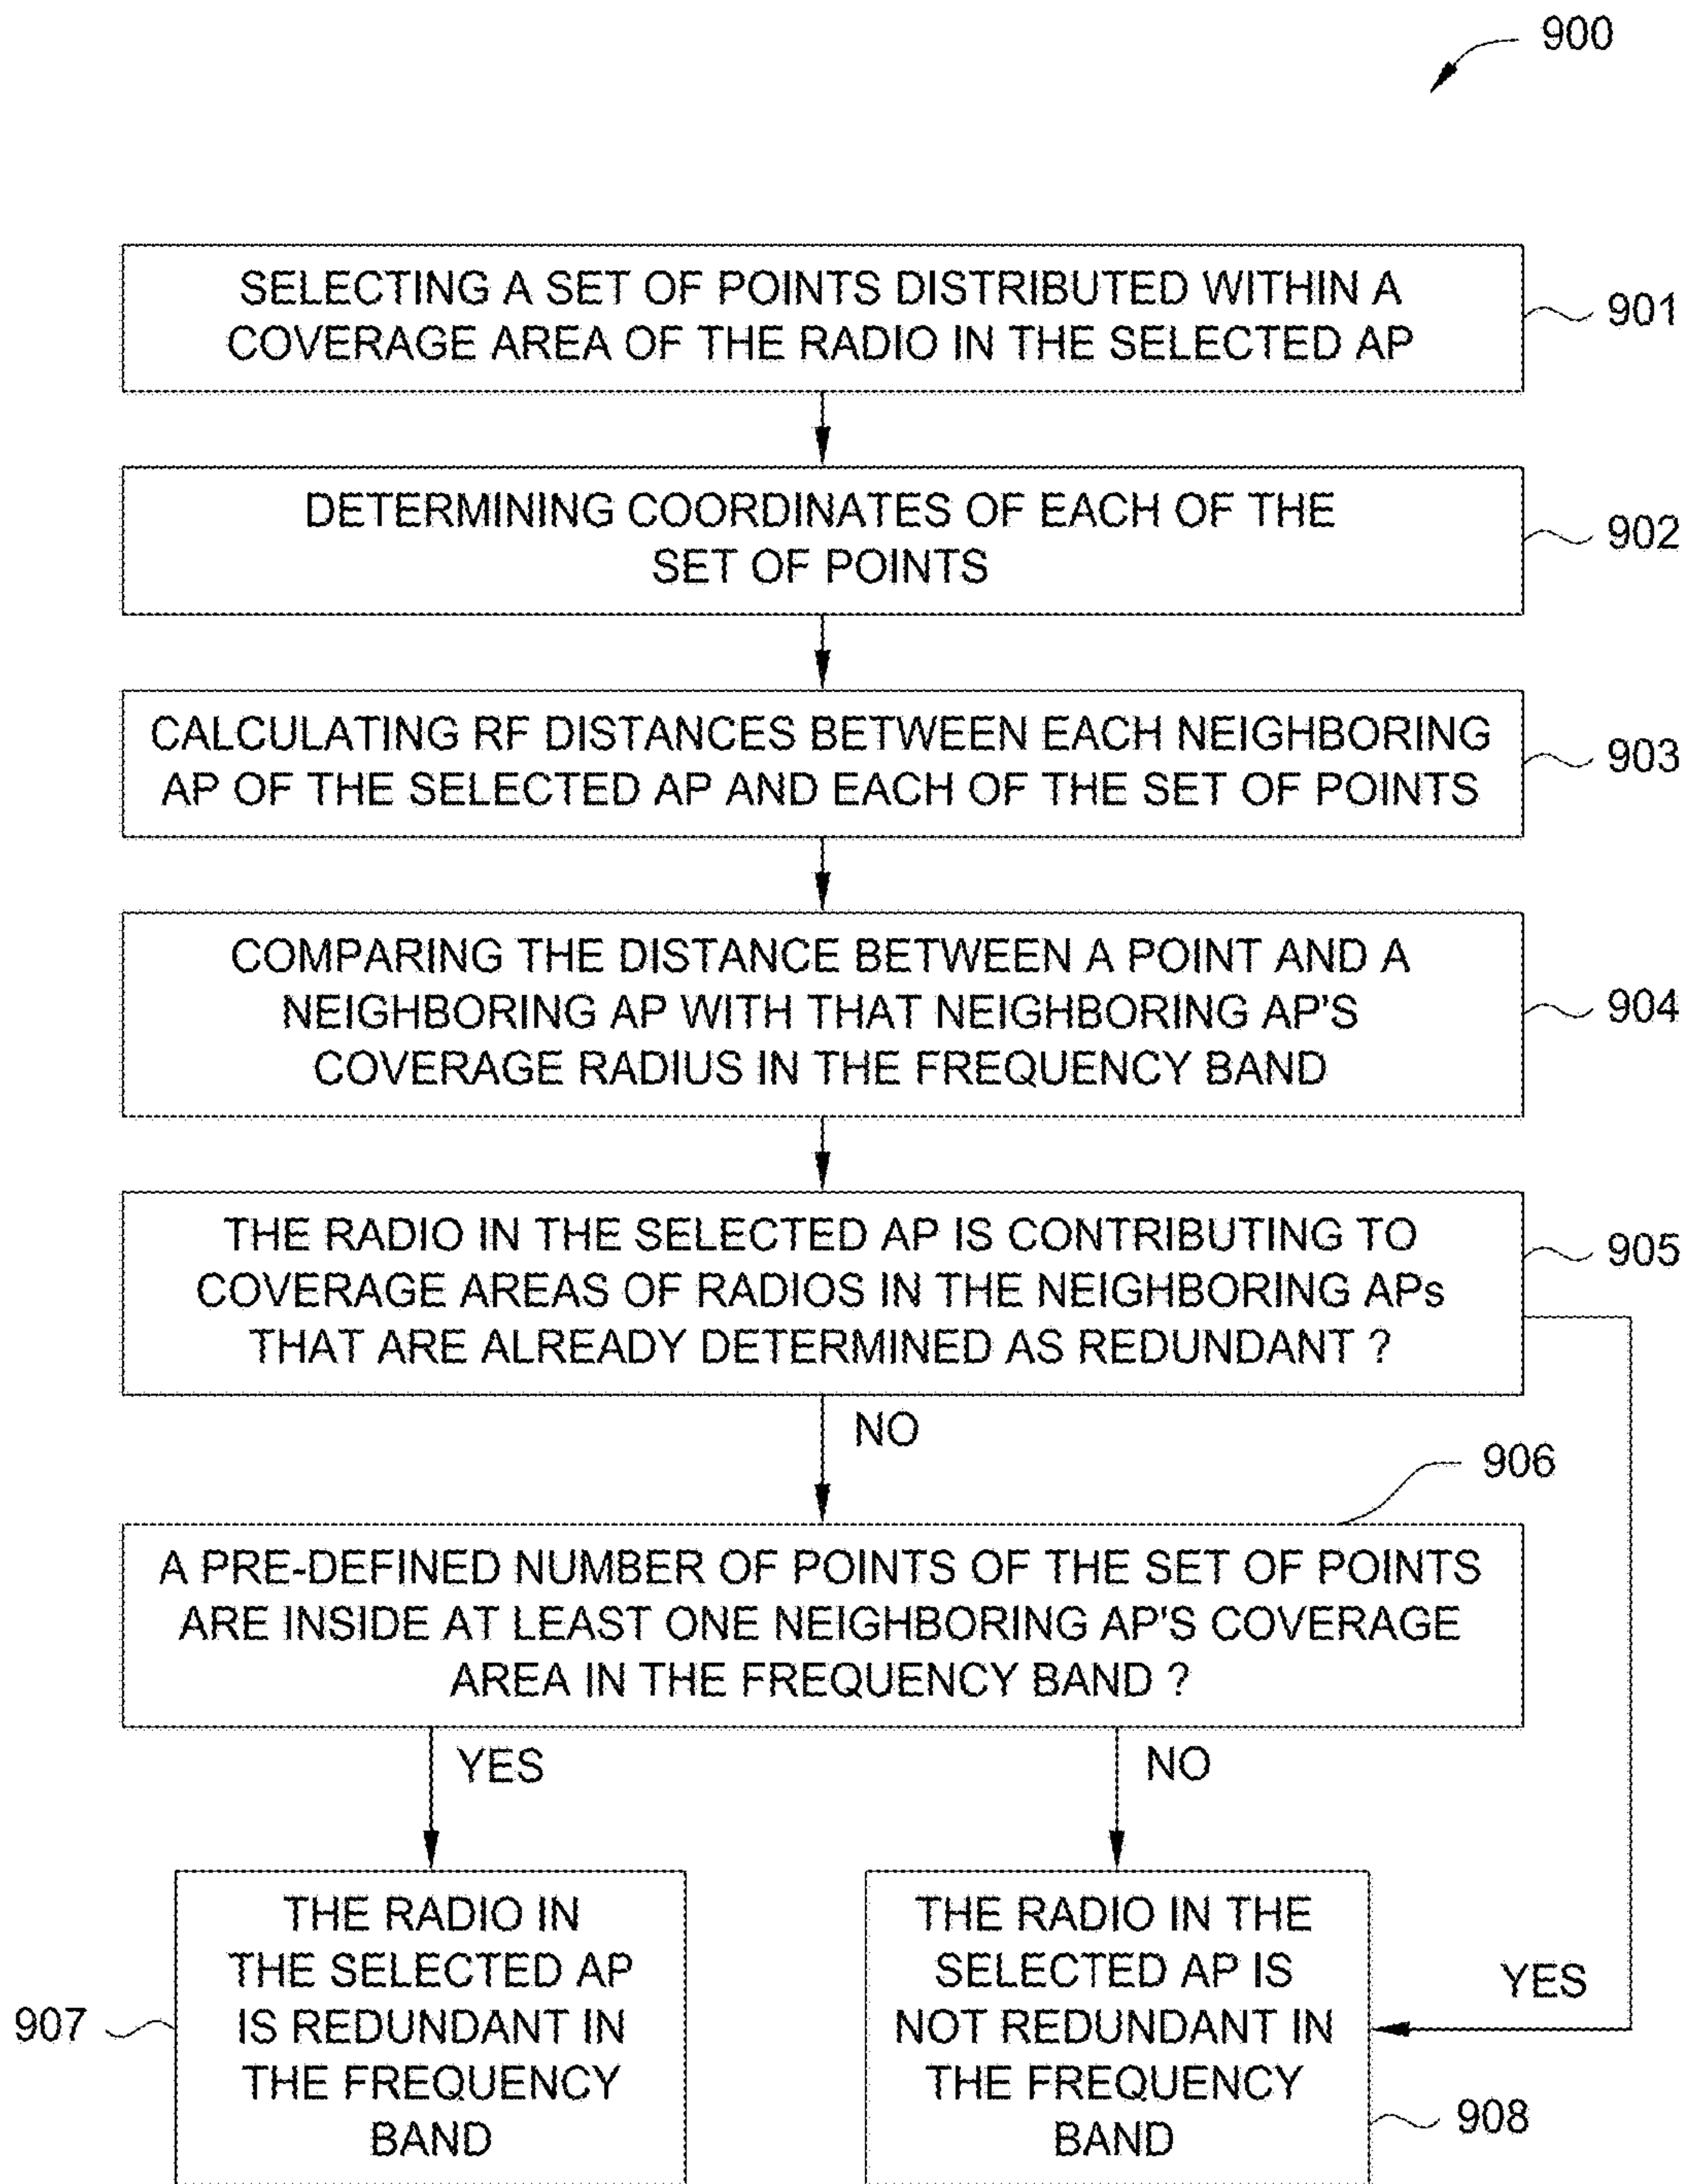 900
SELECTING A SET OF POINTS DISTRIBUTED WITHIN A
COVERAGE AREA OF THE RADIO IN THE SELECTED AP
901
DETERMINING COORDINATES OF EACH OF THE
SET OF POINTS
902
CALCULATING RF DISTANCES BETWEEN EACH NEIGHBORING
AP OF THE SELECTED AP AND EACH OF THE SET OF POINTS
903
COMPARING THE DISTANCE BETWEEN A POINT AND A
NEIGHBORING AP WITH THAT NEIGHBORING AP'S
COVERAGE RADIUS IN THE FREQUENCY BAND
904
THE RADIO IN THE SELECTED AP IS CONTRIBUTING TO
COVERAGE AREAS OF RADIOS IN THE NEIGHBORING APs
THAT ARE ALREADY DETERMINED AS REDUNDANT ?
905
NO
906
A PRE-DEFINED NUMBER OF POINTS OF THE SET OF POINTS
ARE INSIDE AT LEAST ONE NEIGHBORING AP'S COVERAGE
AREA IN THE FREQUENCY BAND ?
YES
NO
THE RADIO IN
THE SELECTED AP
IS REDUNDANT IN
THE FREQUENCY
BAND
907
THE RADIO IN THE
SELECTED AP IS
NOT REDUNDANT IN
THE FREQUENCY
BAND
YES
908